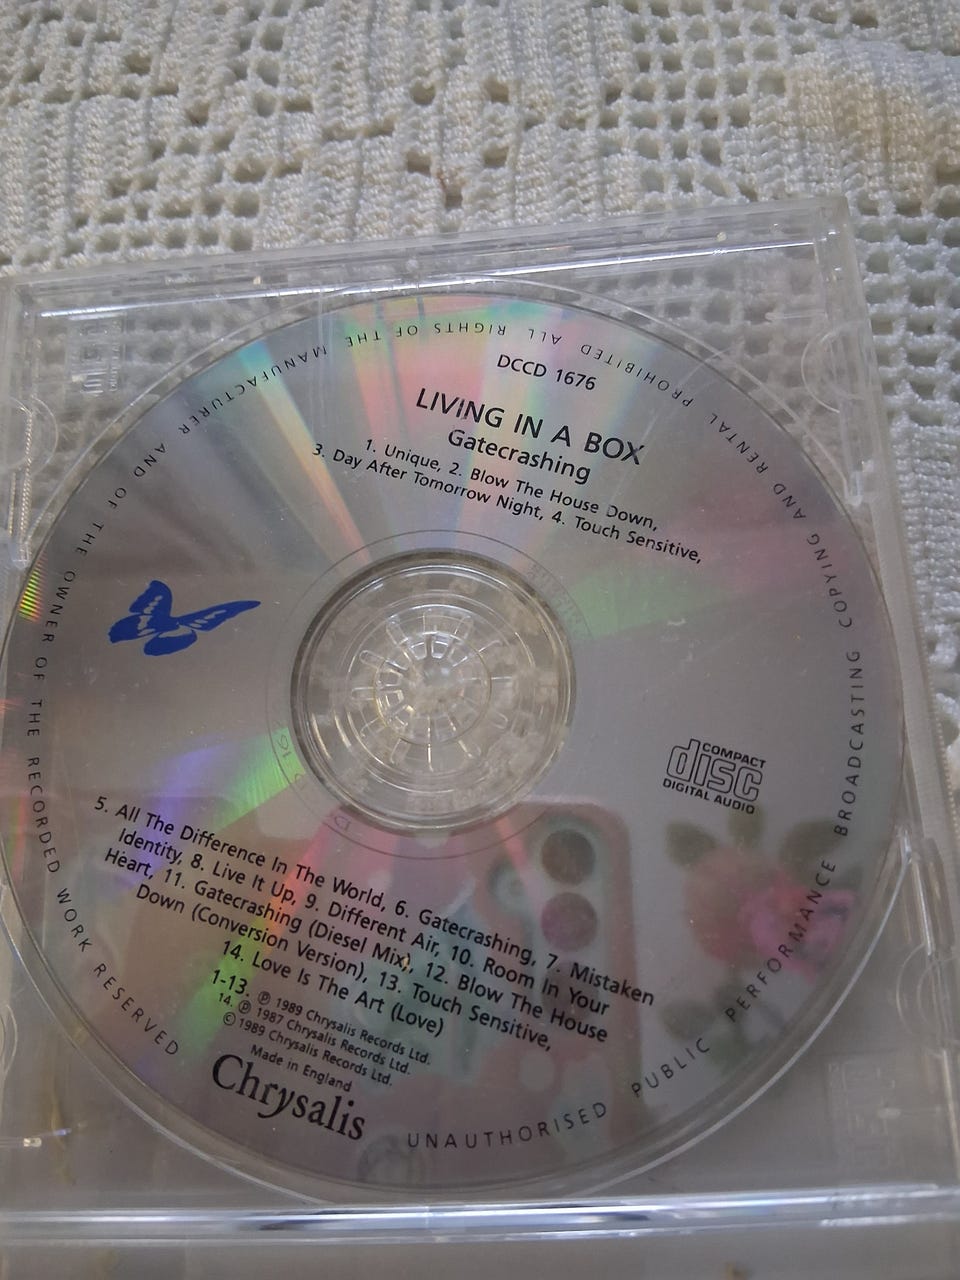 DCCD 1676
LIVING IN A BOX
Gatecrashing
1. Unique, 2. Blow The House Down,
3. Day After Tomorrow Night, 4. Touch Sensitive,
COMPACT
disc
DIGITAL AUDIO
5. All The Difference In The World, 6. Gatecrashing, 7. Mistaken
Identity, 8. Live It Up, 9. Different Air, 10. Room In Your
Heart, 11. Gatecrashing (Diesel Mix), 12. Blow The House
Down (Conversion Version), 13. Touch Sensitive,
14. Love Is The Art (Love)
1-13. ℗ 1989 Chrysalis Records Ltd.
14. ℗ 1987 Chrysalis Records Ltd.
© 1989 Chrysalis Records Ltd.
Made in England
Chrysalis
ALL RIGHTS OF THE MANUFACTURER AND OF THE OWNER OF THE RECORDED WORK RESERVED
UNAUTHORISED PUBLIC PERFORMANCE BROADCASTING COPYING AND RENTAL PROHIBITED